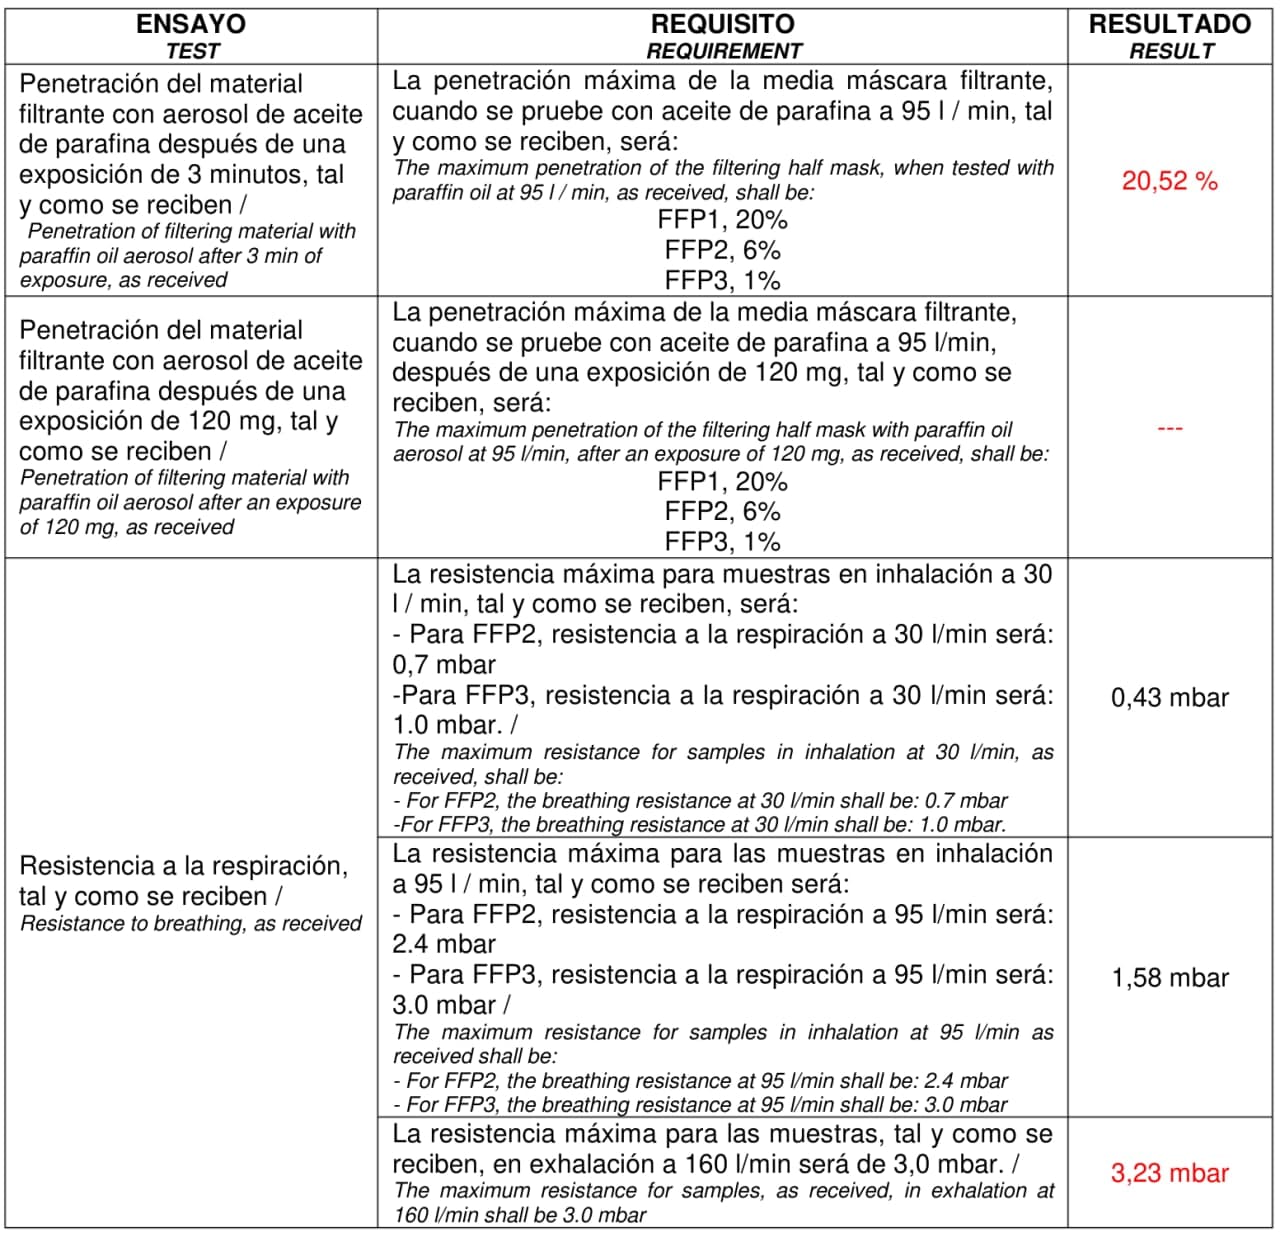 ENSAYO
TEST
REQUISITO
REQUIREMENT
RESULTADO
RESULT
Penetración del material
filtrante con aerosol de aceite
de parafina después de una
exposición de 3 minutos, tal
y como se reciben /
Penetration of filtering material with
paraffin oil aerosol after 3 min of
exposure, as received
La penetración máxima de la media máscara filtrante,
cuando se pruebe con aceite de parafina a 95 l / min, tal
y como se reciben, será:
The maximum penetration of the filtering half mask, when tested with
paraffin oil at 95 l / min, as received, shall be:
FFP1, 20%
FFP2, 6%
FFP3, 1%
20,52 %
Penetración del material
filtrante con aerosol de aceite
de parafina después de una
exposición de 120 mg, tal y
como se reciben /
Penetration of filtering material with
paraffin oil aerosol after an exposure
of 120 mg, as received
La penetración máxima de la media máscara filtrante,
cuando se pruebe con aceite de parafina a 95 l/min,
después de una exposición de 120 mg, tal y como se
reciben, será:
The maximum penetration of the filtering half mask with paraffin oil
aerosol at 95 l/min, after an exposure of 120 mg, as received, shall be:
FFP1, 20%
FFP2, 6%
FFP3, 1%
---
Resistencia a la respiración,
tal y como se reciben /
Resistance to breathing, as received
La resistencia máxima para muestras en inhalación a 30
l / min, tal y como se reciben, será:
- Para FFP2, resistencia a la respiración a 30 l/min será:
0,7 mbar
-Para FFP3, resistencia a la respiración a 30 l/min será:
1.0 mbar. /
The maximum resistance for samples in inhalation at 30 l/min, as
received, shall be:
- For FFP2, the breathing resistance at 30 l/min shall be: 0.7 mbar
-For FFP3, the breathing resistance at 30 l/min shall be: 1.0 mbar.
0,43 mbar
La resistencia máxima para las muestras en inhalación
a 95 l / min, tal y como se reciben será:
- Para FFP2, resistencia a la respiración a 95 l/min será:
2.4 mbar
- Para FFP3, resistencia a la respiración a 95 l/min será:
3.0 mbar /
The maximum resistance for samples in inhalation at 95 l/min as
received shall be:
- For FFP2, the breathing resistance at 95 l/min shall be: 2.4 mbar
- For FFP3, the breathing resistance at 95 l/min shall be: 3.0 mbar
1,58 mbar
La resistencia máxima para las muestras, tal y como se
reciben, en exhalación a 160 l/min será de 3,0 mbar. /
The maximum resistance for samples, as received, in exhalation at
160 l/min shall be 3.0 mbar
3,23 mbar